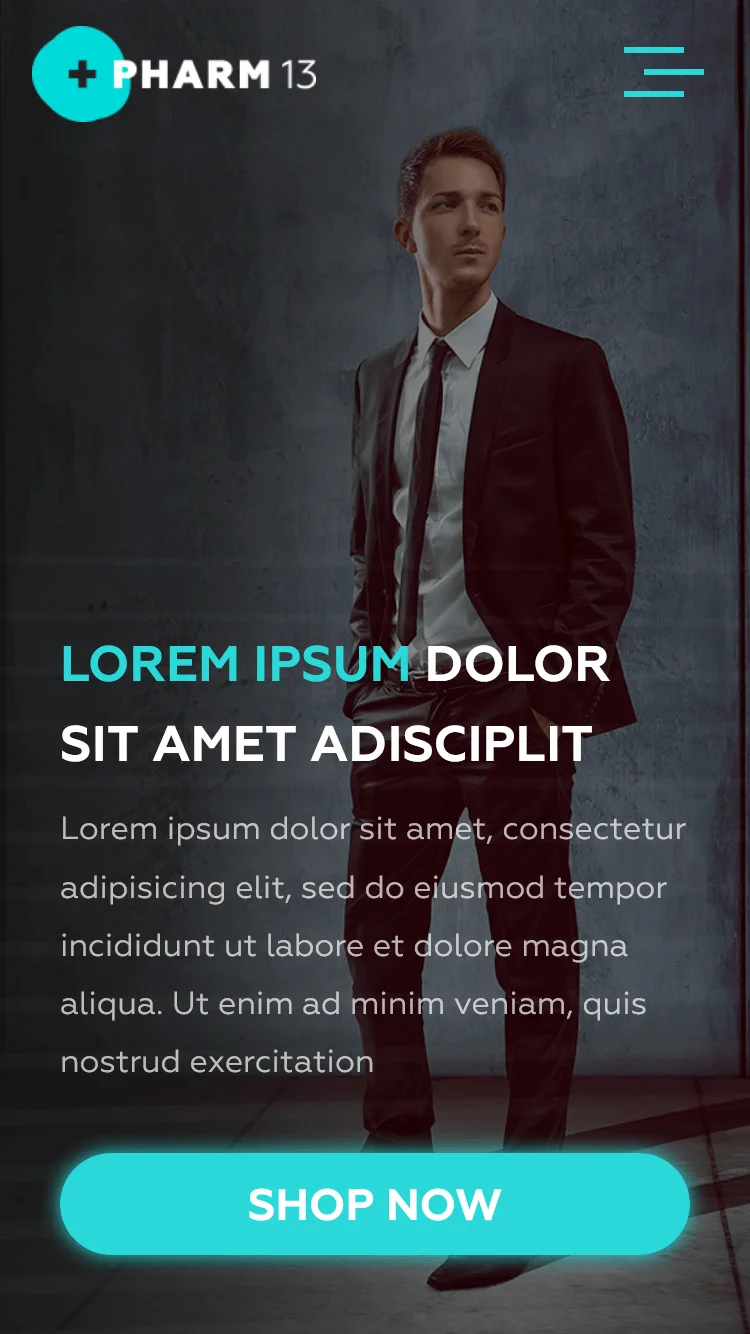 + PHARM 13
LOREM IPSUM DOLOR
SIT AMET ADISCIPLIT
Lorem ipsum dolor sit amet, consectetur
adipisicing elit, sed do eiusmod tempor
incididunt ut labore et dolore magna
aliqua. Ut enim ad minim veniam, quis
nostrud exercitation
SHOP NOW